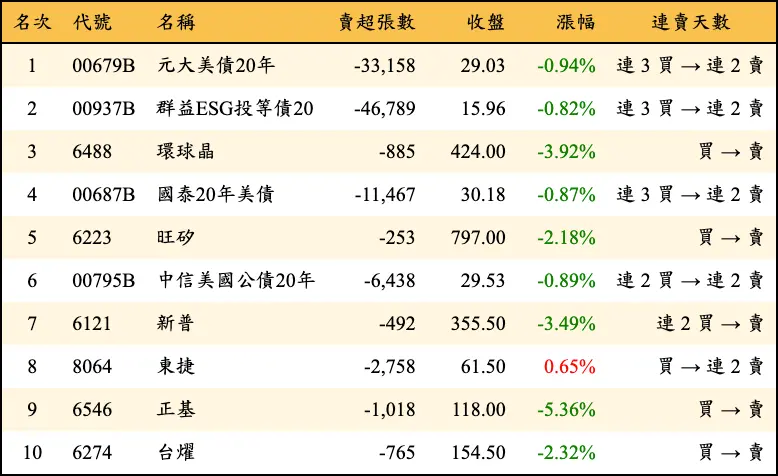 名次 代號 名稱 賣超張數 收盤 漲幅 連賣天數
1 00679B 元大美債20年 -33,158 29.03 -0.94% 連 3 買 → 連 2 賣
2 00937B 群益ESG投等債20 -46,789 15.96 -0.82% 連 3 買 → 連 2 賣
3 6488 環球晶 -885 424.00 -3.92% 買 → 賣
4 00687B 國泰20年美債 -11,467 30.18 -0.87% 連 3 買 → 連 2 賣
5 6223 旺矽 -253 797.00 -2.18% 買 → 賣
6 00795B 中信美國公債20年 -6,438 29.53 -0.89% 連 2 買 → 連 2 賣
7 6121 新普 -492 355.50 -3.49% 連 2 買 → 賣
8 8064 東捷 -2,758 61.50 0.65% 買 → 連 2 賣
9 6546 正基 -1,018 118.00 -5.36% 買 → 賣
10 6274 台燿 -765 154.50 -2.32% 買 → 賣